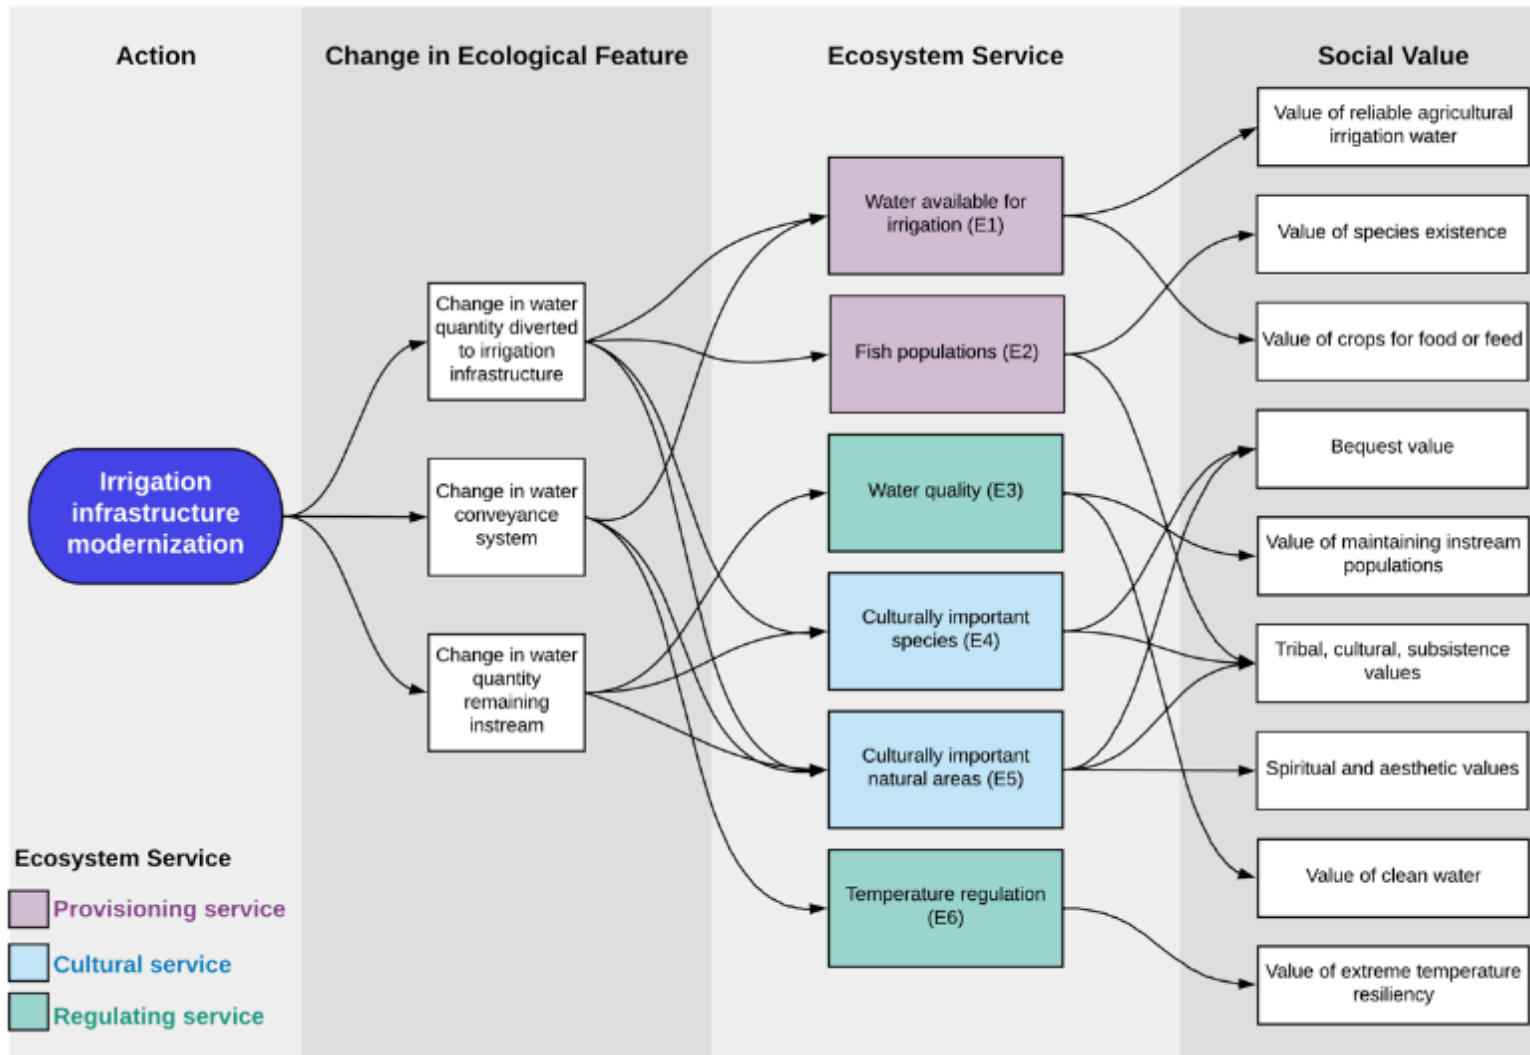 Action
Change in Ecological Feature
Ecosystem Service
Social Value
Irrigation
infrastructure
modernization
Change in water
quantity diverted
to irrigation
infrastructure
Change in water
conveyance
system
Change in water
quantity
remaining
instream
Water available for
irrigation (E1)
Fish populations (E2)
Water quality (E3)
Culturally important
species (E4)
Culturally important
natural areas (E5)
Temperature regulation
(E6)
Value of reliable agricultural
irrigation water
Value of species existence
Value of crops for food or feed
Bequest value
Value of maintaining instream
populations
Tribal, cultural, subsistence
values
Spiritual and aesthetic values
Value of clean water
Value of extreme temperature
resiliency
Ecosystem Service
Provisioning service
Cultural service
Regulating service